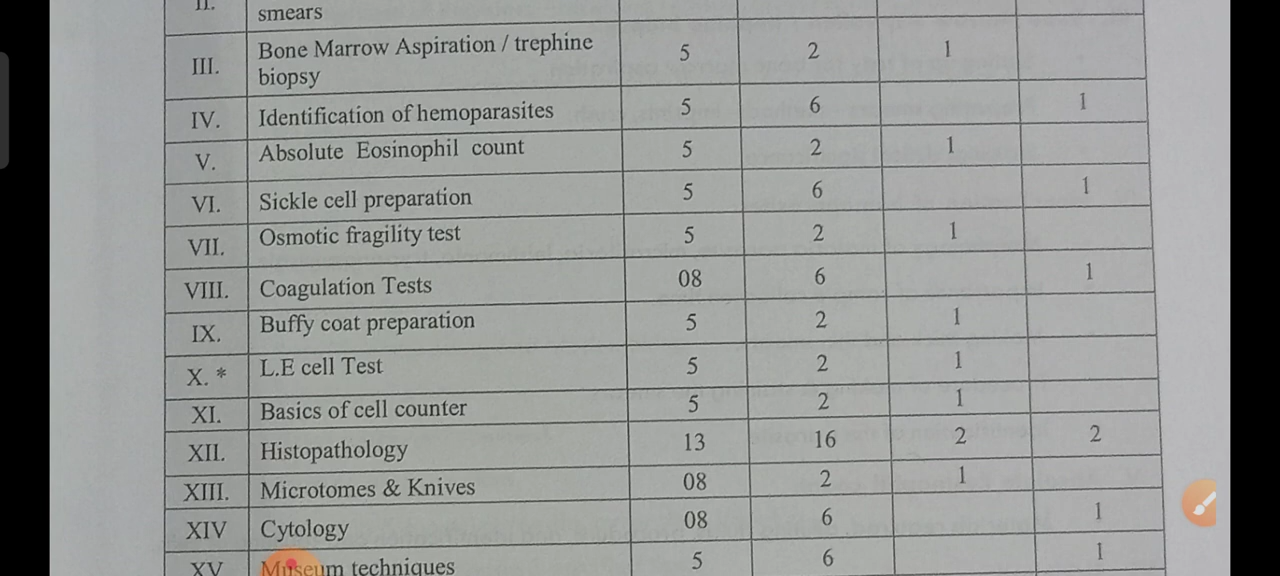 II. smears
III. Bone Marrow Aspiration / trephine 5 2 1
biopsy
IV. Identification of hemoparasites 5 6 1
V. Absolute Eosinophil count 5 2 1
VI. Sickle cell preparation 5 6 1
VII. Osmotic fragility test 5 2 1
VIII. Coagulation Tests 08 6 1
IX. Buffy coat preparation 5 2 1
X. * L.E cell Test 5 2 1
XI. Basics of cell counter 5 2 1
XII. Histopathology 13 16 2 2
XIII. Microtomes & Knives 08 2 1
XIV Cytology 08 6 1
XV Museum techniques 5 6 1